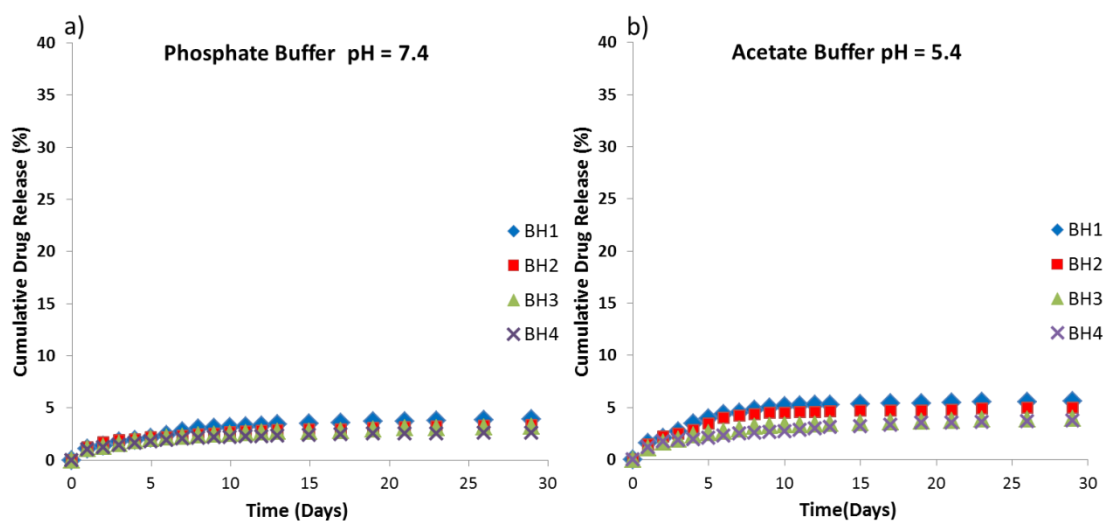 a)
Phosphate Buffer pH = 7.4
Cumulative Drug Release (%)
40
35
30
25
20
15
10
5
0
0 5 10 15 20 25 30
Time (Days)
BH1
BH2
BH3
BH4
b)
Acetate Buffer pH = 5.4
Cumulative Drug Release (%)
40
35
30
25
20
15
10
5
0
0 5 10 15 20 25 30
Time(Days)
BH1
BH2
BH3
BH4